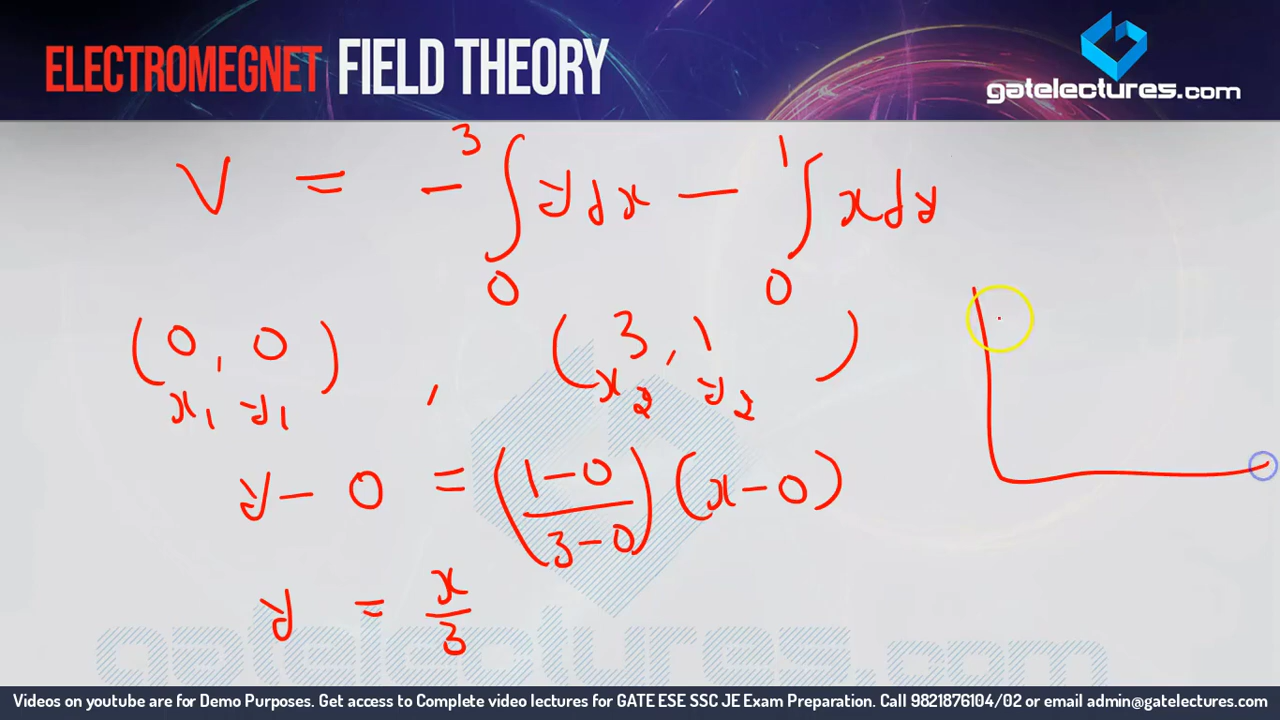 ELECTROMEGNET FIELD THEORY
gatelectures.com
V = - ∫₀³ y dx - ∫₀¹ x dy
(0, 0) , (3, 1)
x₁ y₁ x₂ y₂
y - 0 = ((1-0)/(3-0)) (x-0)
y = x/3
gatelectures.com
Videos on youtube are for Demo Purposes. Get access to Complete video lectures for GATE ESE SSC JE Exam Preparation. Call 9821876104/02 or email admin@gatelectures.com